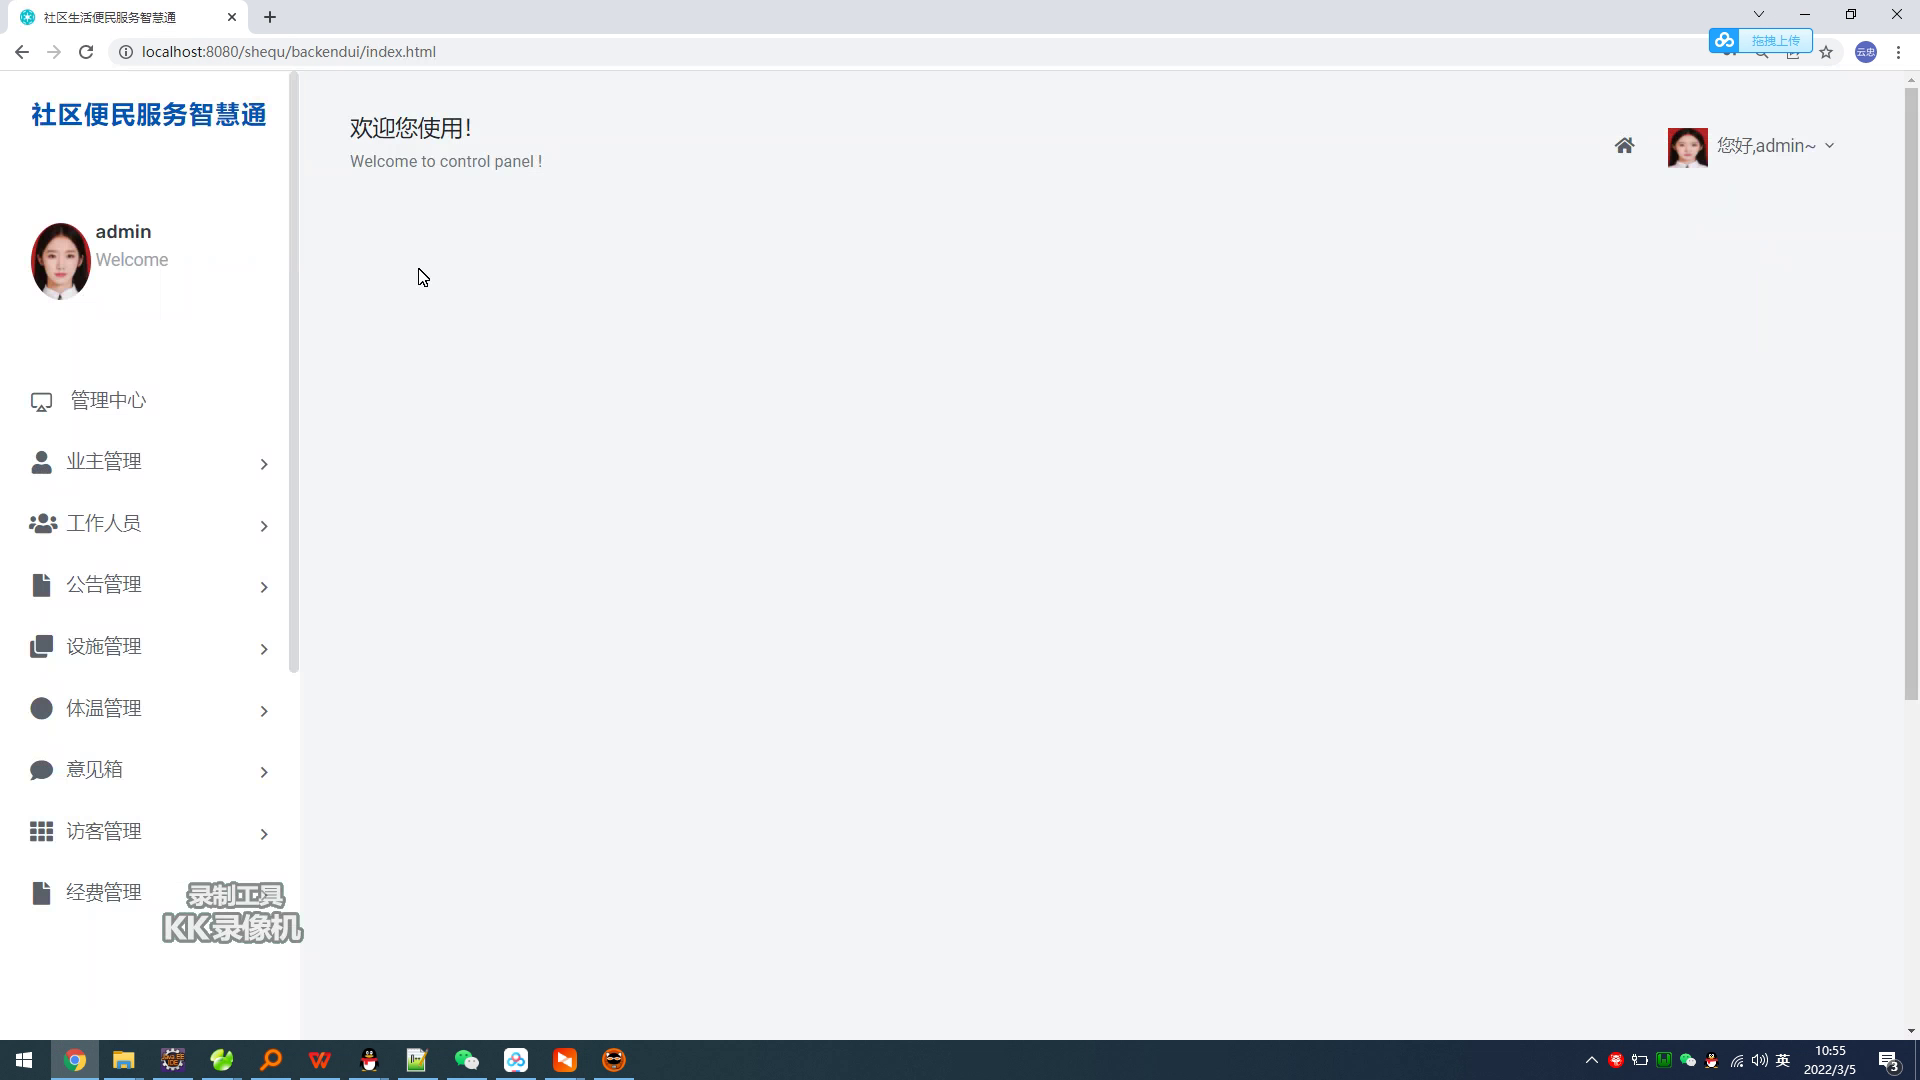 社区生活便民服务智慧通
localhost:8080/shequ/backendui/index.html
拖拽上传
云忠
社区便民服务智慧通
欢迎您使用!
Welcome to control panel !
您好,admin~
admin
Welcome
管理中心
业主管理
工作人员
公告管理
设施管理
体温管理
意见箱
访客管理
经费管理
录制工具
KK录像机
英
10:55
2022/3/5
3